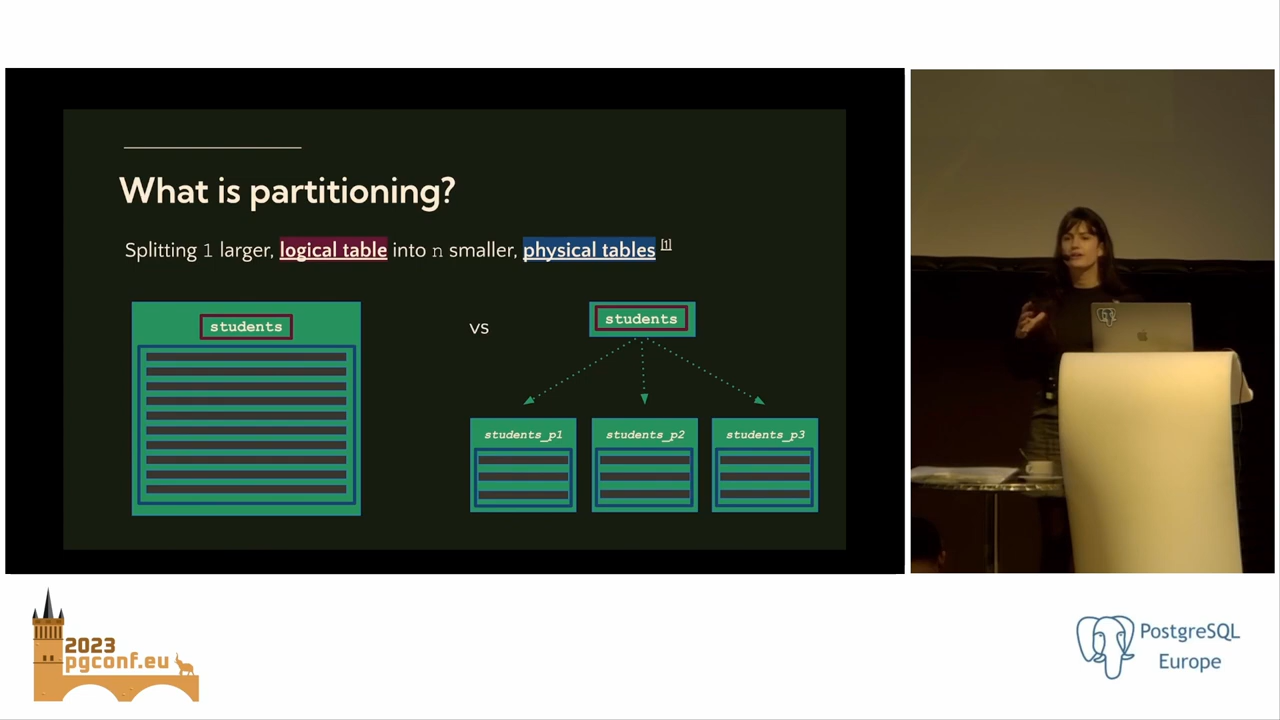 What is partitioning?
Splitting 1 larger, logical table into n smaller, physical tables [1]
students
vs
students
students_p1
students_p2
students_p3
2023
pgconf.eu
PostgreSQL
Europe